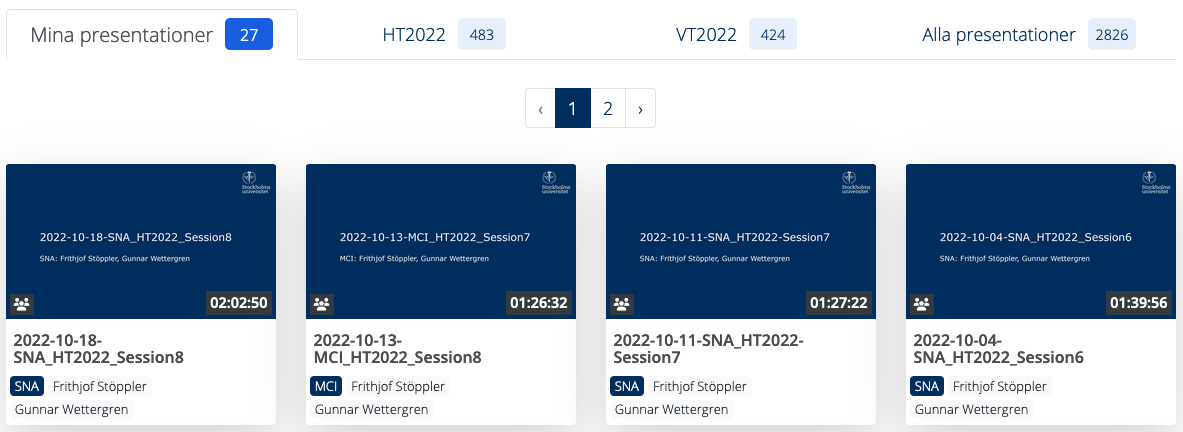 Mina presentationer 27 HT2022 483 VT2022 424 Alla presentationer 2826
‹ 1 2 ›
Stockholms
universitet
2022-10-18-SNA_HT2022_Session8
SNA: Frithjof Stöppler, Gunnar Wettergren
02:02:50
2022-10-18-
SNA_HT2022_Session8
SNA Frithjof Stöppler
Gunnar Wettergren
Stockholms
universitet
2022-10-13-MCI_HT2022_Session7
MCI: Frithjof Stöppler, Gunnar Wettergren
01:26:32
2022-10-13-
MCI_HT2022_Session8
MCI Frithjof Stöppler
Gunnar Wettergren
Stockholms
universitet
2022-10-11-SNA_HT2022-Session7
SNA: Frithjof Stöppler, Gunnar Wettergren
01:27:22
2022-10-11-SNA_HT2022-
Session7
SNA Frithjof Stöppler
Gunnar Wettergren
Stockholms
universitet
2022-10-04-SNA_HT2022_Session6
SNA: Frithjof Stöppler, Gunnar Wettergren
01:39:56
2022-10-04-
SNA_HT2022_Session6
SNA Frithjof Stöppler
Gunnar Wettergren